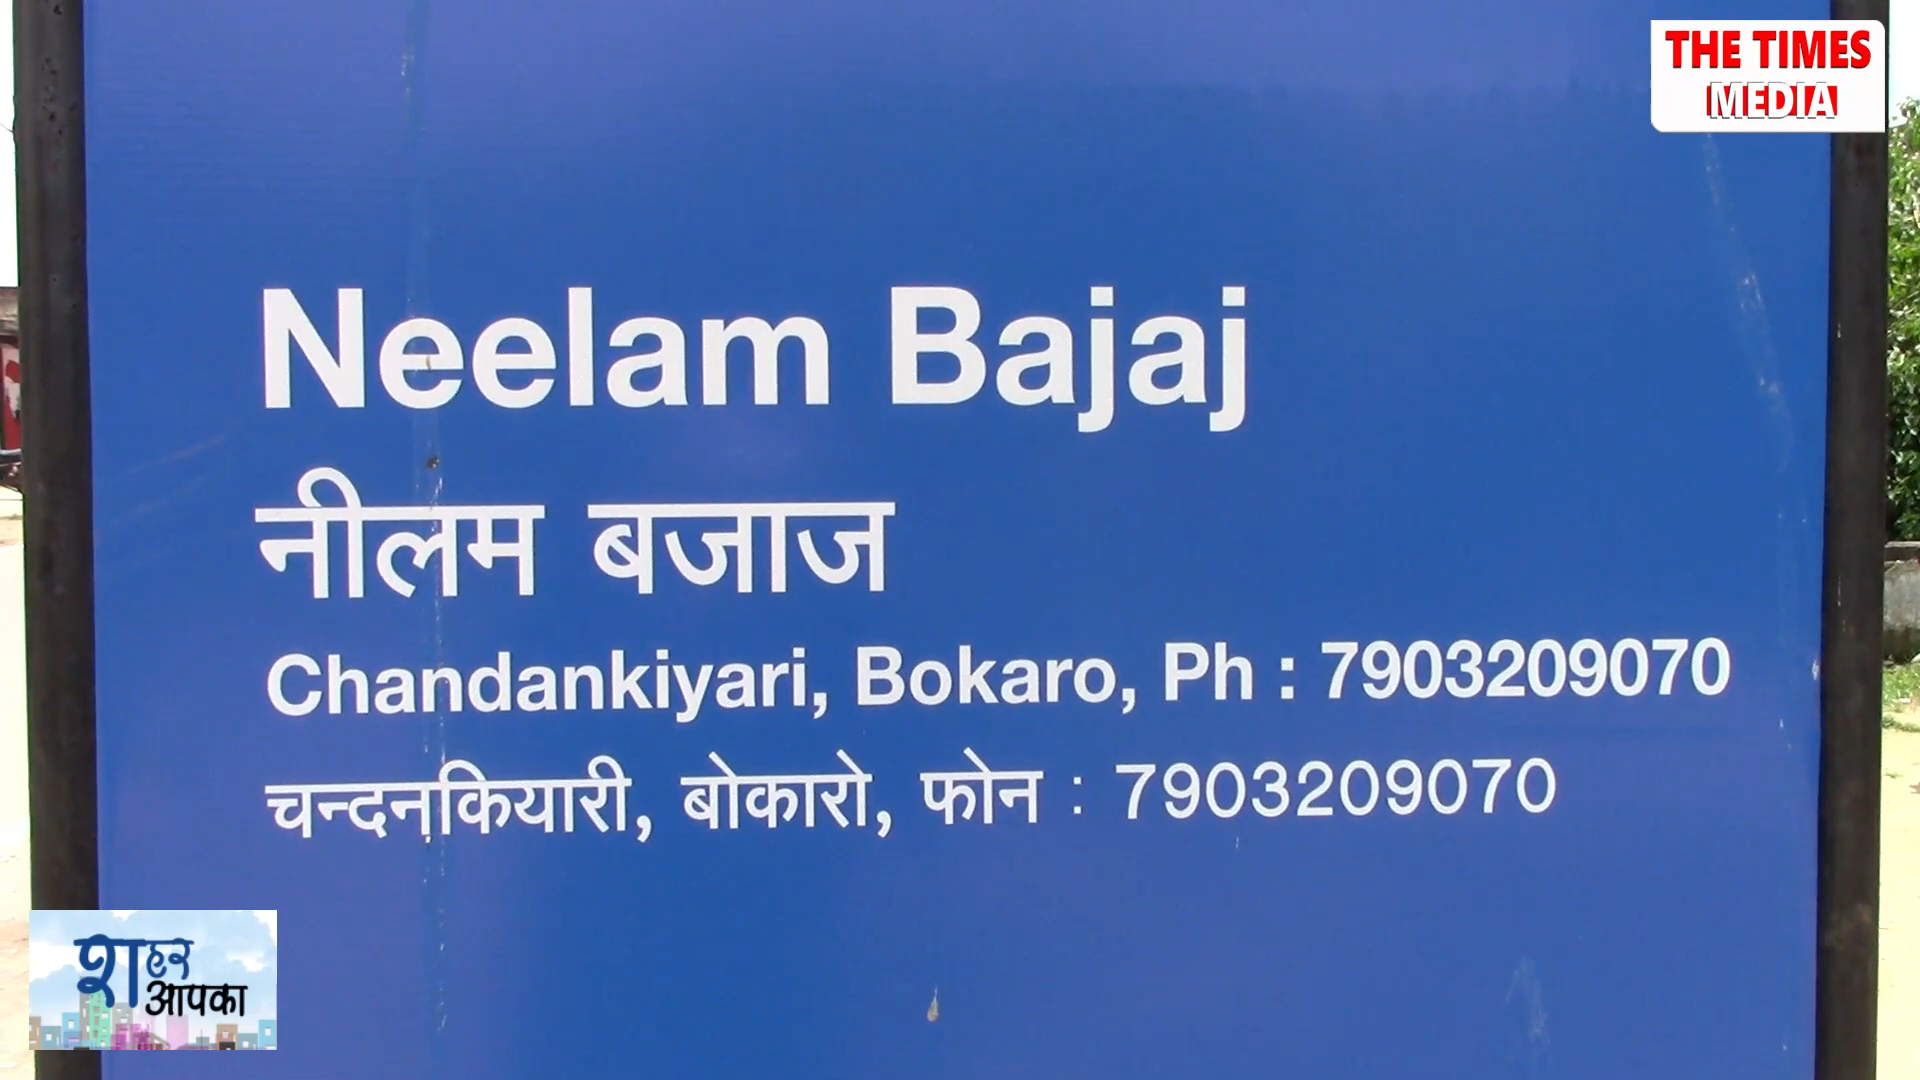 THE TIMES
MEDIA
Neelam Bajaj
नीलम बजाज
Chandankiyari, Bokaro, Ph : 7903209070
चन्दनकियारी, बोकारो, फोन : 7903209070
शहर
आपका